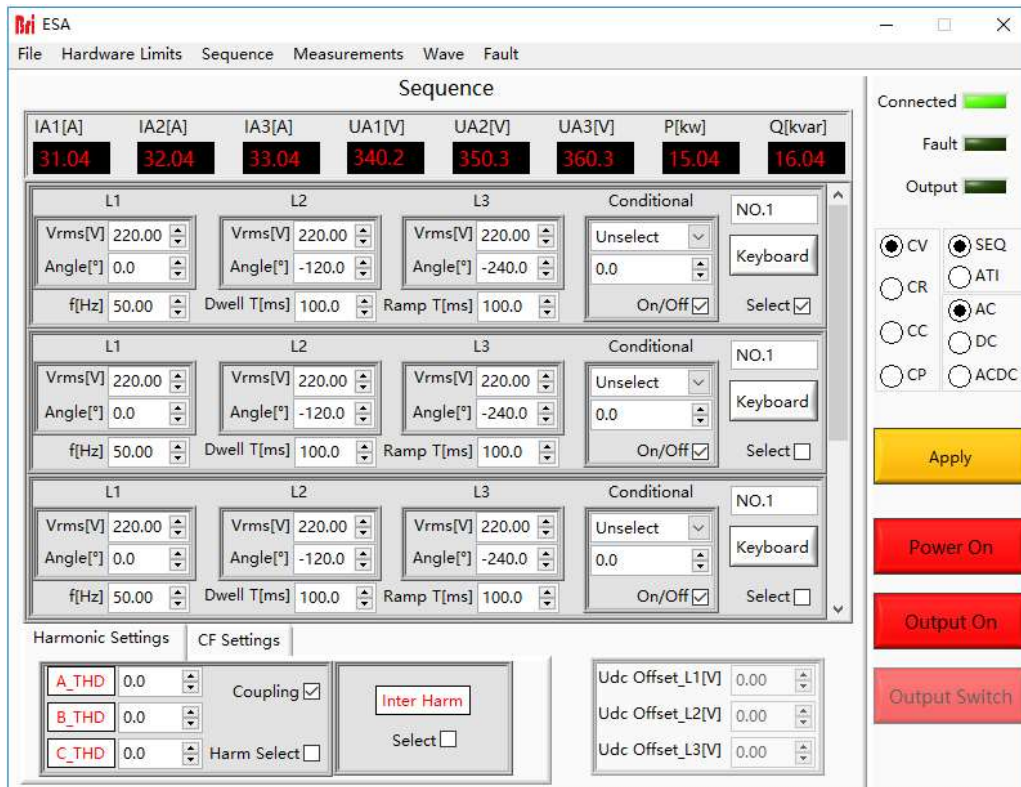 Bri ESA
File Hardware Limits Sequence Measurements Wave Fault
Sequence
IA1[A] IA2[A] IA3[A] UA1[V] UA2[V] UA3[V] P[kw] Q[kvar]
31.04 32.04 33.04 340.2 350.3 360.3 15.04 16.04
L1 L2 L3 Conditional NO.1
Vrms[V] 220.00 Vrms[V] 220.00 Vrms[V] 220.00 Unselect Keyboard
Angle[°] 0.0 Angle[°] -120.0 Angle[°] -240.0 0.0
f[Hz] 50.00 Dwell T[ms] 100.0 Ramp T[ms] 100.0 On/Off Select
L1 L2 L3 Conditional NO.1
Vrms[V] 220.00 Vrms[V] 220.00 Vrms[V] 220.00 Unselect Keyboard
Angle[°] 0.0 Angle[°] -120.0 Angle[°] -240.0 0.0
f[Hz] 50.00 Dwell T[ms] 100.0 Ramp T[ms] 100.0 On/Off Select
L1 L2 L3 Conditional NO.1
Vrms[V] 220.00 Vrms[V] 220.00 Vrms[V] 220.00 Unselect Keyboard
Angle[°] 0.0 Angle[°] -120.0 Angle[°] -240.0 0.0
f[Hz] 50.00 Dwell T[ms] 100.0 Ramp T[ms] 100.0 On/Off Select
Harmonic Settings CF Settings
A_THD 0.0 Coupling
B_THD 0.0
C_THD 0.0 Harm Select
Inter Harm
Select
Udc Offset_L1[V] 0.00
Udc Offset_L2[V] 0.00
Udc Offset_L3[V] 0.00
Connected
Fault
Output
CV
CR
CC
CP
SEQ
ATI
AC
DC
ACDC
Apply
Power On
Output On
Output Switch